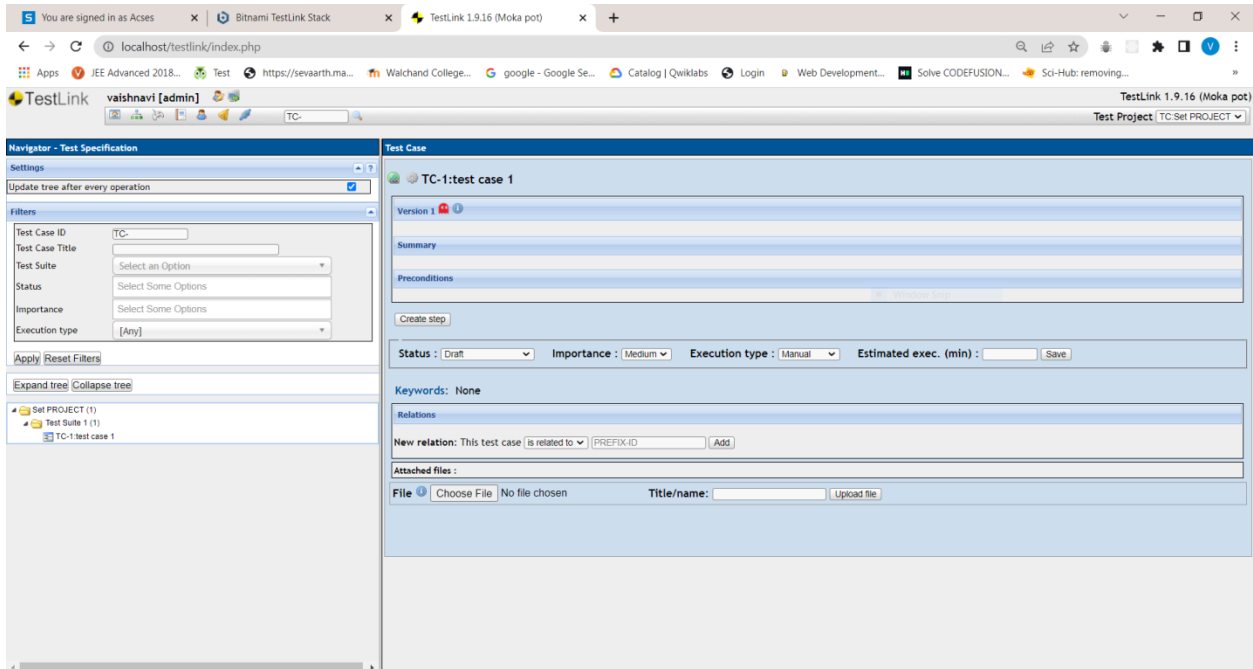 You are signed in as Acses
Bitnami TestLink Stack
TestLink 1.9.16 (Moka pot)
localhost/testlink/index.php
V
Apps
JEE Advanced 2018...
Test
https://sevaarth.ma...
Walchand College...
google - Google Se...
Catalog | Qwiklabs
Login
Web Development...
Solve CODEFUSION...
Sci-Hub: removing...
»
TestLink
vaishnavi [admin]
TestLink 1.9.16 (Moka pot)
TC-
Test Project TC:Set PROJECT
Navigator - Test Specification
Settings
?
Update tree after every operation
Filters
Test Case ID TC-
Test Case Title
Test Suite Select an Option
Status Select Some Options
Importance Select Some Options
Execution type [Any]
Apply Reset Filters
Expand tree Collapse tree
Set PROJECT (1)
Test Suite 1 (1)
TC-1:test case 1
Test Case
TC-1:test case 1
Version 1
Summary
Preconditions
Window Snip
Create step
Status : Draft Importance : Medium Execution type : Manual Estimated exec. (min) : Save
Keywords: None
Relations
New relation: This test case is related to PREFIX-ID Add
Attached files :
File Choose File No file chosen Title/name: Upload file